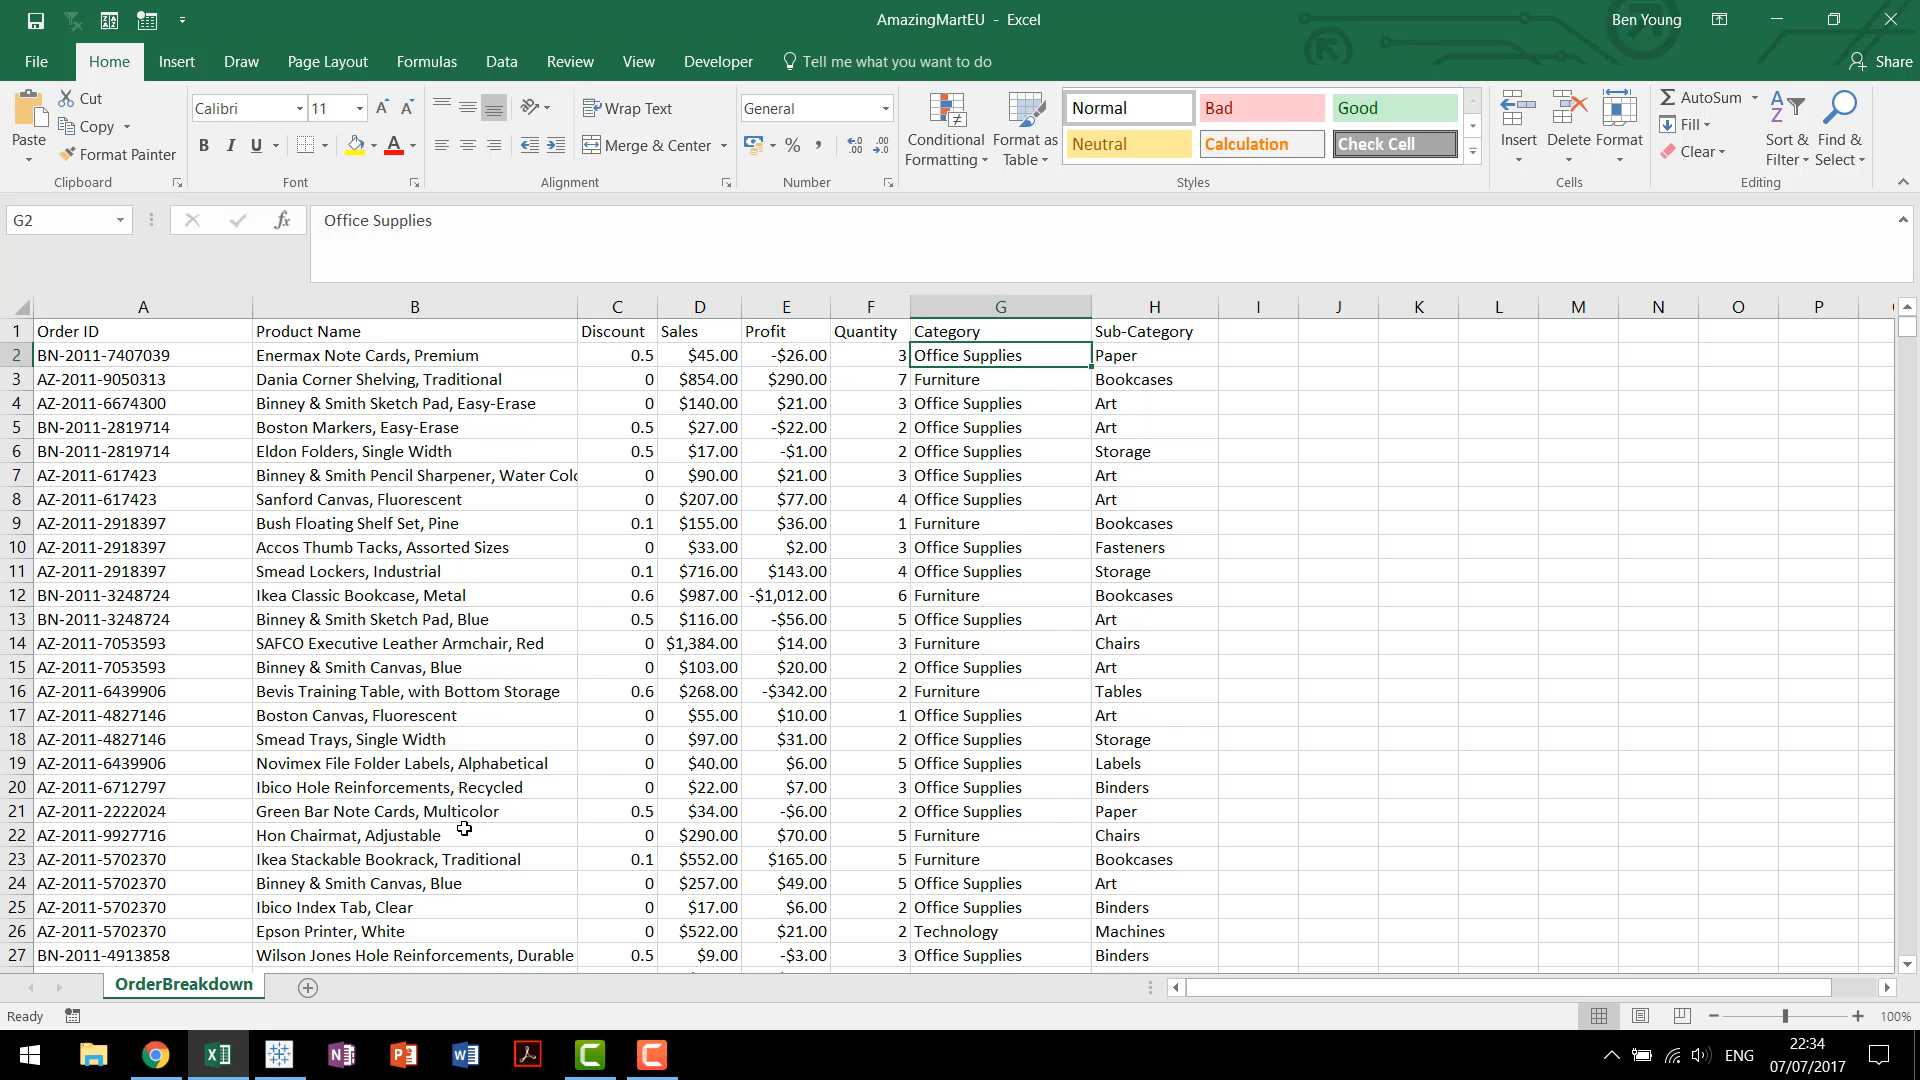 AmazingMartEU - Excel
Ben Young
File Home Insert Draw Page Layout Formulas Data Review View Developer Tell me what you want to do Share
Paste
Cut
Copy
Format Painter
Clipboard
Calibri 11
B I U
Font
Wrap Text
Merge & Center
Alignment
General
Number
Conditional Formatting
Format as Table
Normal Bad Good
Neutral Calculation Check Cell
Styles
Insert Delete Format
Cells
AutoSum
Fill
Clear
Sort & Filter
Find & Select
Editing
G2 fx Office Supplies
A B C D E F G H I J K L M N O P
1 Order ID Product Name Discount Sales Profit Quantity Category Sub-Category
2 BN-2011-7407039 Enermax Note Cards, Premium 0.5 $45.00 -$26.00 3 Office Supplies Paper
3 AZ-2011-9050313 Dania Corner Shelving, Traditional 0 $854.00 $290.00 7 Furniture Bookcases
4 AZ-2011-6674300 Binney & Smith Sketch Pad, Easy-Erase 0 $140.00 $21.00 3 Office Supplies Art
5 BN-2011-2819714 Boston Markers, Easy-Erase 0.5 $27.00 -$22.00 2 Office Supplies Art
6 BN-2011-2819714 Eldon Folders, Single Width 0.5 $17.00 -$1.00 2 Office Supplies Storage
7 AZ-2011-617423 Binney & Smith Pencil Sharpener, Water Colo 0 $90.00 $21.00 3 Office Supplies Art
8 AZ-2011-617423 Sanford Canvas, Fluorescent 0 $207.00 $77.00 4 Office Supplies Art
9 AZ-2011-2918397 Bush Floating Shelf Set, Pine 0.1 $155.00 $36.00 1 Furniture Bookcases
10 AZ-2011-2918397 Accos Thumb Tacks, Assorted Sizes 0 $33.00 $2.00 3 Office Supplies Fasteners
11 AZ-2011-2918397 Smead Lockers, Industrial 0.1 $716.00 $143.00 4 Office Supplies Storage
12 BN-2011-3248724 Ikea Classic Bookcase, Metal 0.6 $987.00 -$1,012.00 6 Furniture Bookcases
13 BN-2011-3248724 Binney & Smith Sketch Pad, Blue 0.5 $116.00 -$56.00 5 Office Supplies Art
14 AZ-2011-7053593 SAFCO Executive Leather Armchair, Red 0 $1,384.00 $14.00 3 Furniture Chairs
15 AZ-2011-7053593 Binney & Smith Canvas, Blue 0 $103.00 $20.00 2 Office Supplies Art
16 AZ-2011-6439906 Bevis Training Table, with Bottom Storage 0.6 $268.00 -$342.00 2 Furniture Tables
17 AZ-2011-4827146 Boston Canvas, Fluorescent 0 $55.00 $10.00 1 Office Supplies Art
18 AZ-2011-4827146 Smead Trays, Single Width 0 $97.00 $31.00 2 Office Supplies Storage
19 AZ-2011-6439906 Novimex File Folder Labels, Alphabetical 0 $40.00 $6.00 5 Office Supplies Labels
20 AZ-2011-6712797 Ibico Hole Reinforcements, Recycled 0 $22.00 $7.00 3 Office Supplies Binders
21 AZ-2011-2222024 Green Bar Note Cards, Multicolor 0.5 $34.00 -$6.00 2 Office Supplies Paper
22 AZ-2011-9927716 Hon Chairmat, Adjustable 0 $290.00 $70.00 5 Furniture Chairs
23 AZ-2011-5702370 Ikea Stackable Bookrack, Traditional 0.1 $552.00 $165.00 5 Furniture Bookcases
24 AZ-2011-5702370 Binney & Smith Canvas, Blue 0 $257.00 $49.00 5 Office Supplies Art
25 AZ-2011-5702370 Ibico Index Tab, Clear 0 $17.00 $6.00 2 Office Supplies Binders
26 AZ-2011-5702370 Epson Printer, White 0 $522.00 $21.00 2 Technology Machines
27 BN-2011-4913858 Wilson Jones Hole Reinforcements, Durable 0.5 $9.00 -$3.00 3 Office Supplies Binders
OrderBreakdown
Ready 100%
ENG
22:34
07/07/2017